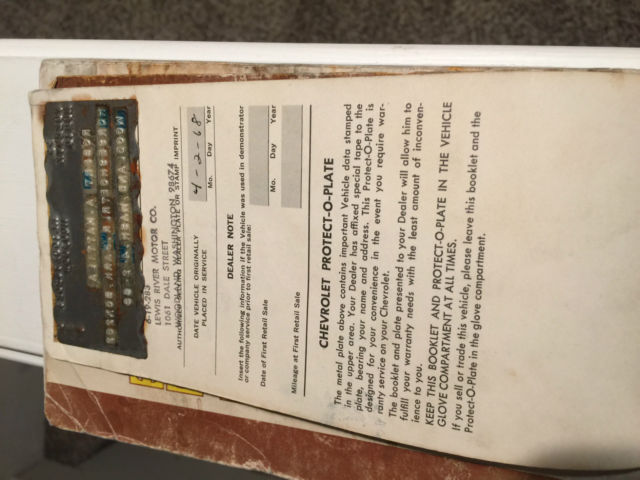 6-19-283
LEWIS RIVER MOTOR CO.
1061 DALE STREET
WASHINGTON 98674
AUTHORIZED DEALER PLATE OR STAMP IMPRINT
DATE VEHICLE ORIGINALLY
PLACED IN SERVICE
4-2-68
Mo. Day Year
DEALER NOTE
Insert the following information if the Vehicle was used in demonstrator
or company service prior to first retail sale:
Date of First Retail Sale
Mo. Day Year
Mileage at First Retail Sale
CHEVROLET PROTECT-O-PLATE
The metal plate above contains important Vehicle data stamped
in the upper area. Your Dealer has affixed special tape to the
plate, bearing your name and address. This Protect-O-Plate is
designed for your convenience in the event you require war-
ranty service on your Chevrolet.
The booklet and plate presented to your Dealer will allow him to
fulfill your warranty needs with the least amount of inconven-
ience to you.
KEEP THIS BOOKLET AND PROTECT-O-PLATE IN THE VEHICLE
GLOVE COMPARTMENT AT ALL TIMES.
If you sell or trade this vehicle, please leave this booklet and the
Protect-O-Plate in the glove compartment.